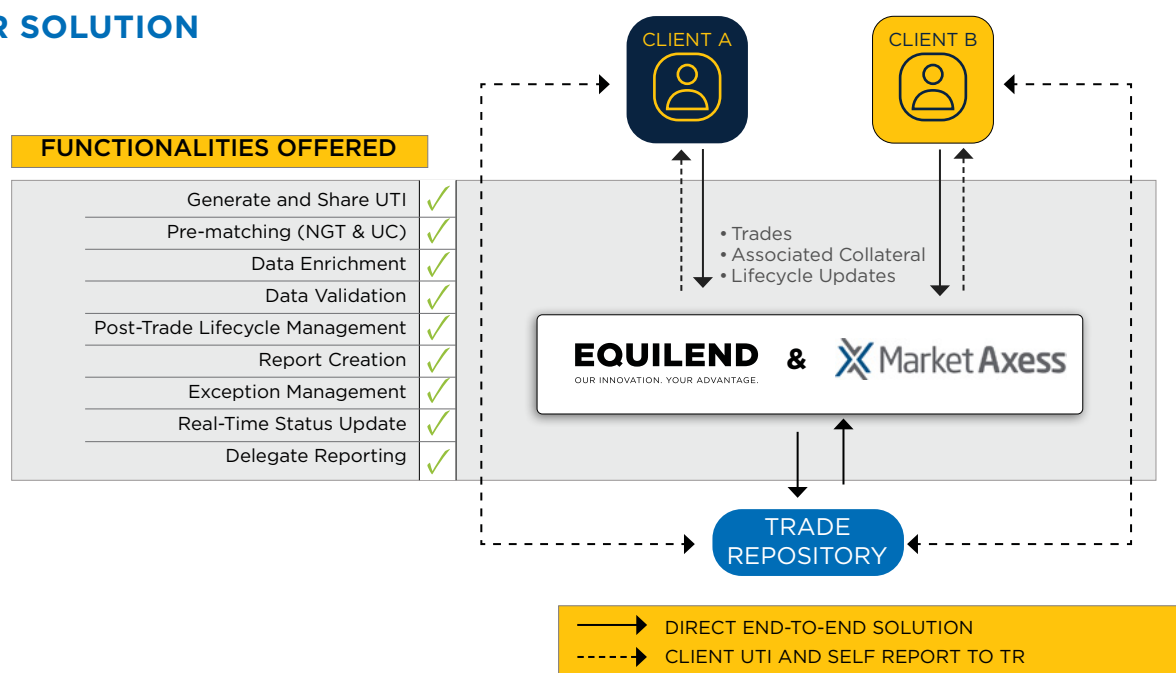 R SOLUTION
CLIENT A
CLIENT B
FUNCTIONALITIES OFFERED
Generate and Share UTI
Pre-matching (NGT & UC)
Data Enrichment
Data Validation
Post-Trade Lifecycle Management
Report Creation
Exception Management
Real-Time Status Update
Delegate Reporting
• Trades
• Associated Collateral
• Lifecycle Updates
EQUILEND & MarketAxess
OUR INNOVATION. YOUR ADVANTAGE.
TRADE
REPOSITORY
DIRECT END-TO-END SOLUTION
CLIENT UTI AND SELF REPORT TO TR